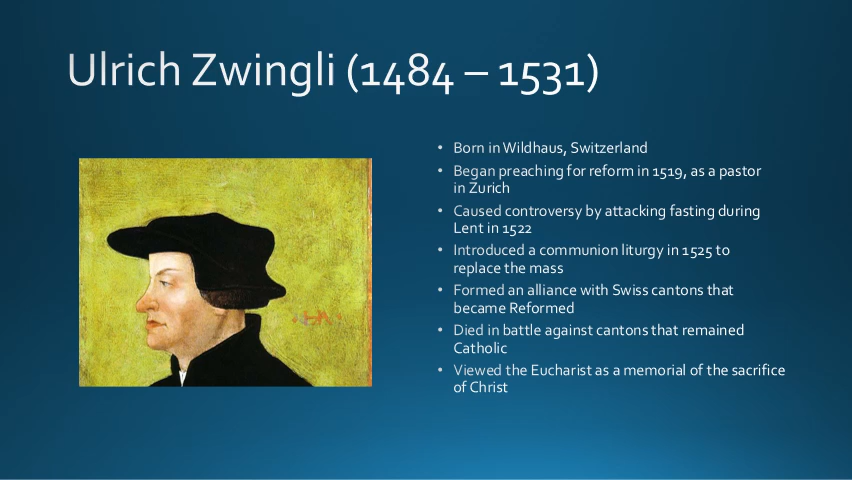 Ulrich Zwingli (1484 – 1531)
• Born in Wildhaus, Switzerland
• Began preaching for reform in 1519, as a pastor
in Zurich
• Caused controversy by attacking fasting during
Lent in 1522
• Introduced a communion liturgy in 1525 to
replace the mass
• Formed an alliance with Swiss cantons that
became Reformed
• Died in battle against cantons that remained
Catholic
• Viewed the Eucharist as a memorial of the sacrifice
of Christ